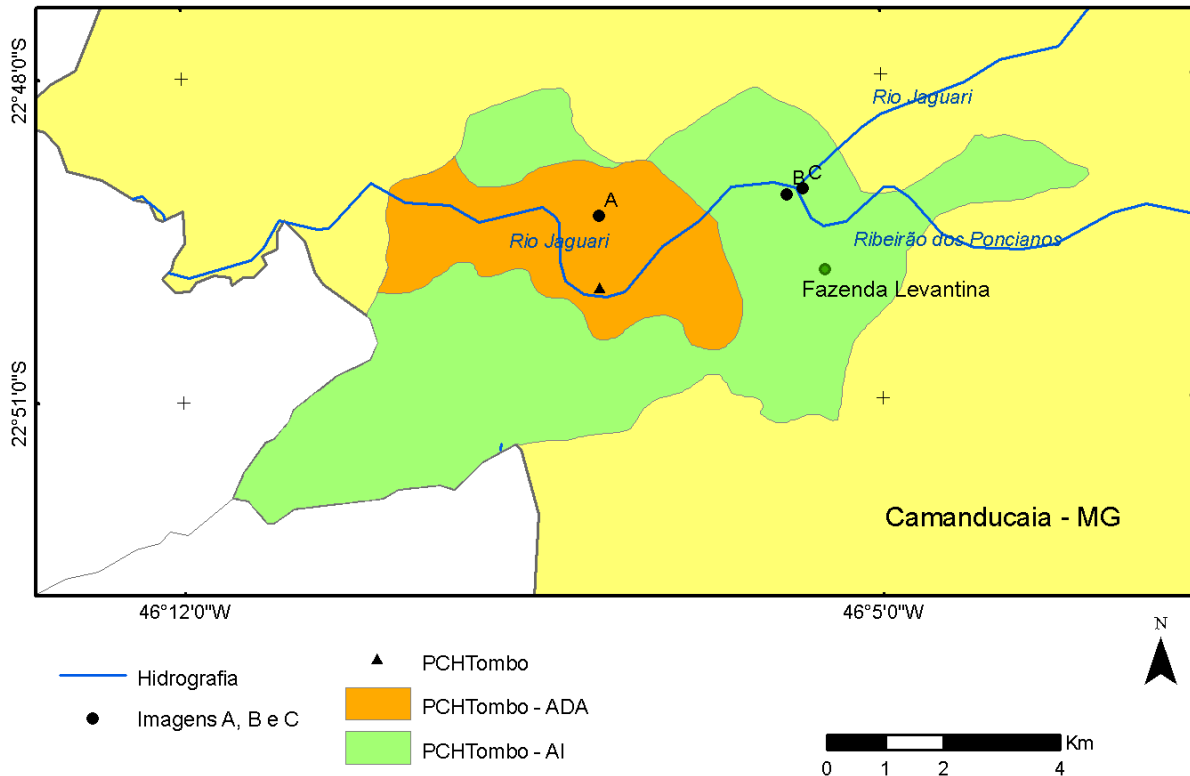 22°48'0"S
Rio Jaguari
B C
A
Rio Jaguari
Ribeirão dos Poncianos
Fazenda Levantina
22°51'0"S
Camanducaia - MG
46°12'0"W
46°5'0"W
N
Hidrografia
Imagens A, B e C
PCHTombo
PCHTombo - ADA
PCHTombo - AI
Km
0 1 2 4